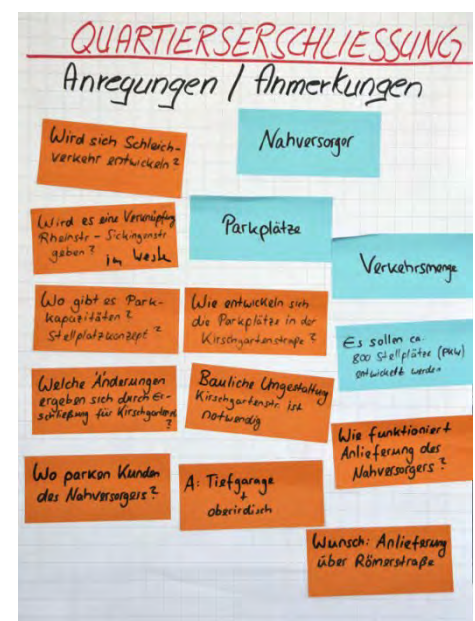 QUARTIERSERSCHLIESSUNG
Anregungen / Anmerkungen
Wird sich Schleich-
verkehr entwickeln?
Nahversorger
Wird es eine Verknüpfung
Rheinstr - Sickingenstr
geben?
im West
Parkplätze
Verkehrsmenge
Wo gibt es Park-
kapazitäten?
Stellplatzkonzept?
Wie entwickeln sich
die Parkplätze in der
Kirschgartenstraße?
Es sollen ca.
800 Stellplätze (PKW)
entwickelt werden
Welche Änderungen
ergeben sich durch Er-
schließung für Kirschgartenstr
?
Bauliche Umgestaltung
Kirschgartenstr ist
notwendig
Wie funktioniert
Anlieferung des
Nahversorgers?
Wo parken Kunden
des Nahversorgers?
A: Tiefgarage
+
oberirdisch
Wunsch: Anlieferung
über Römerstraße